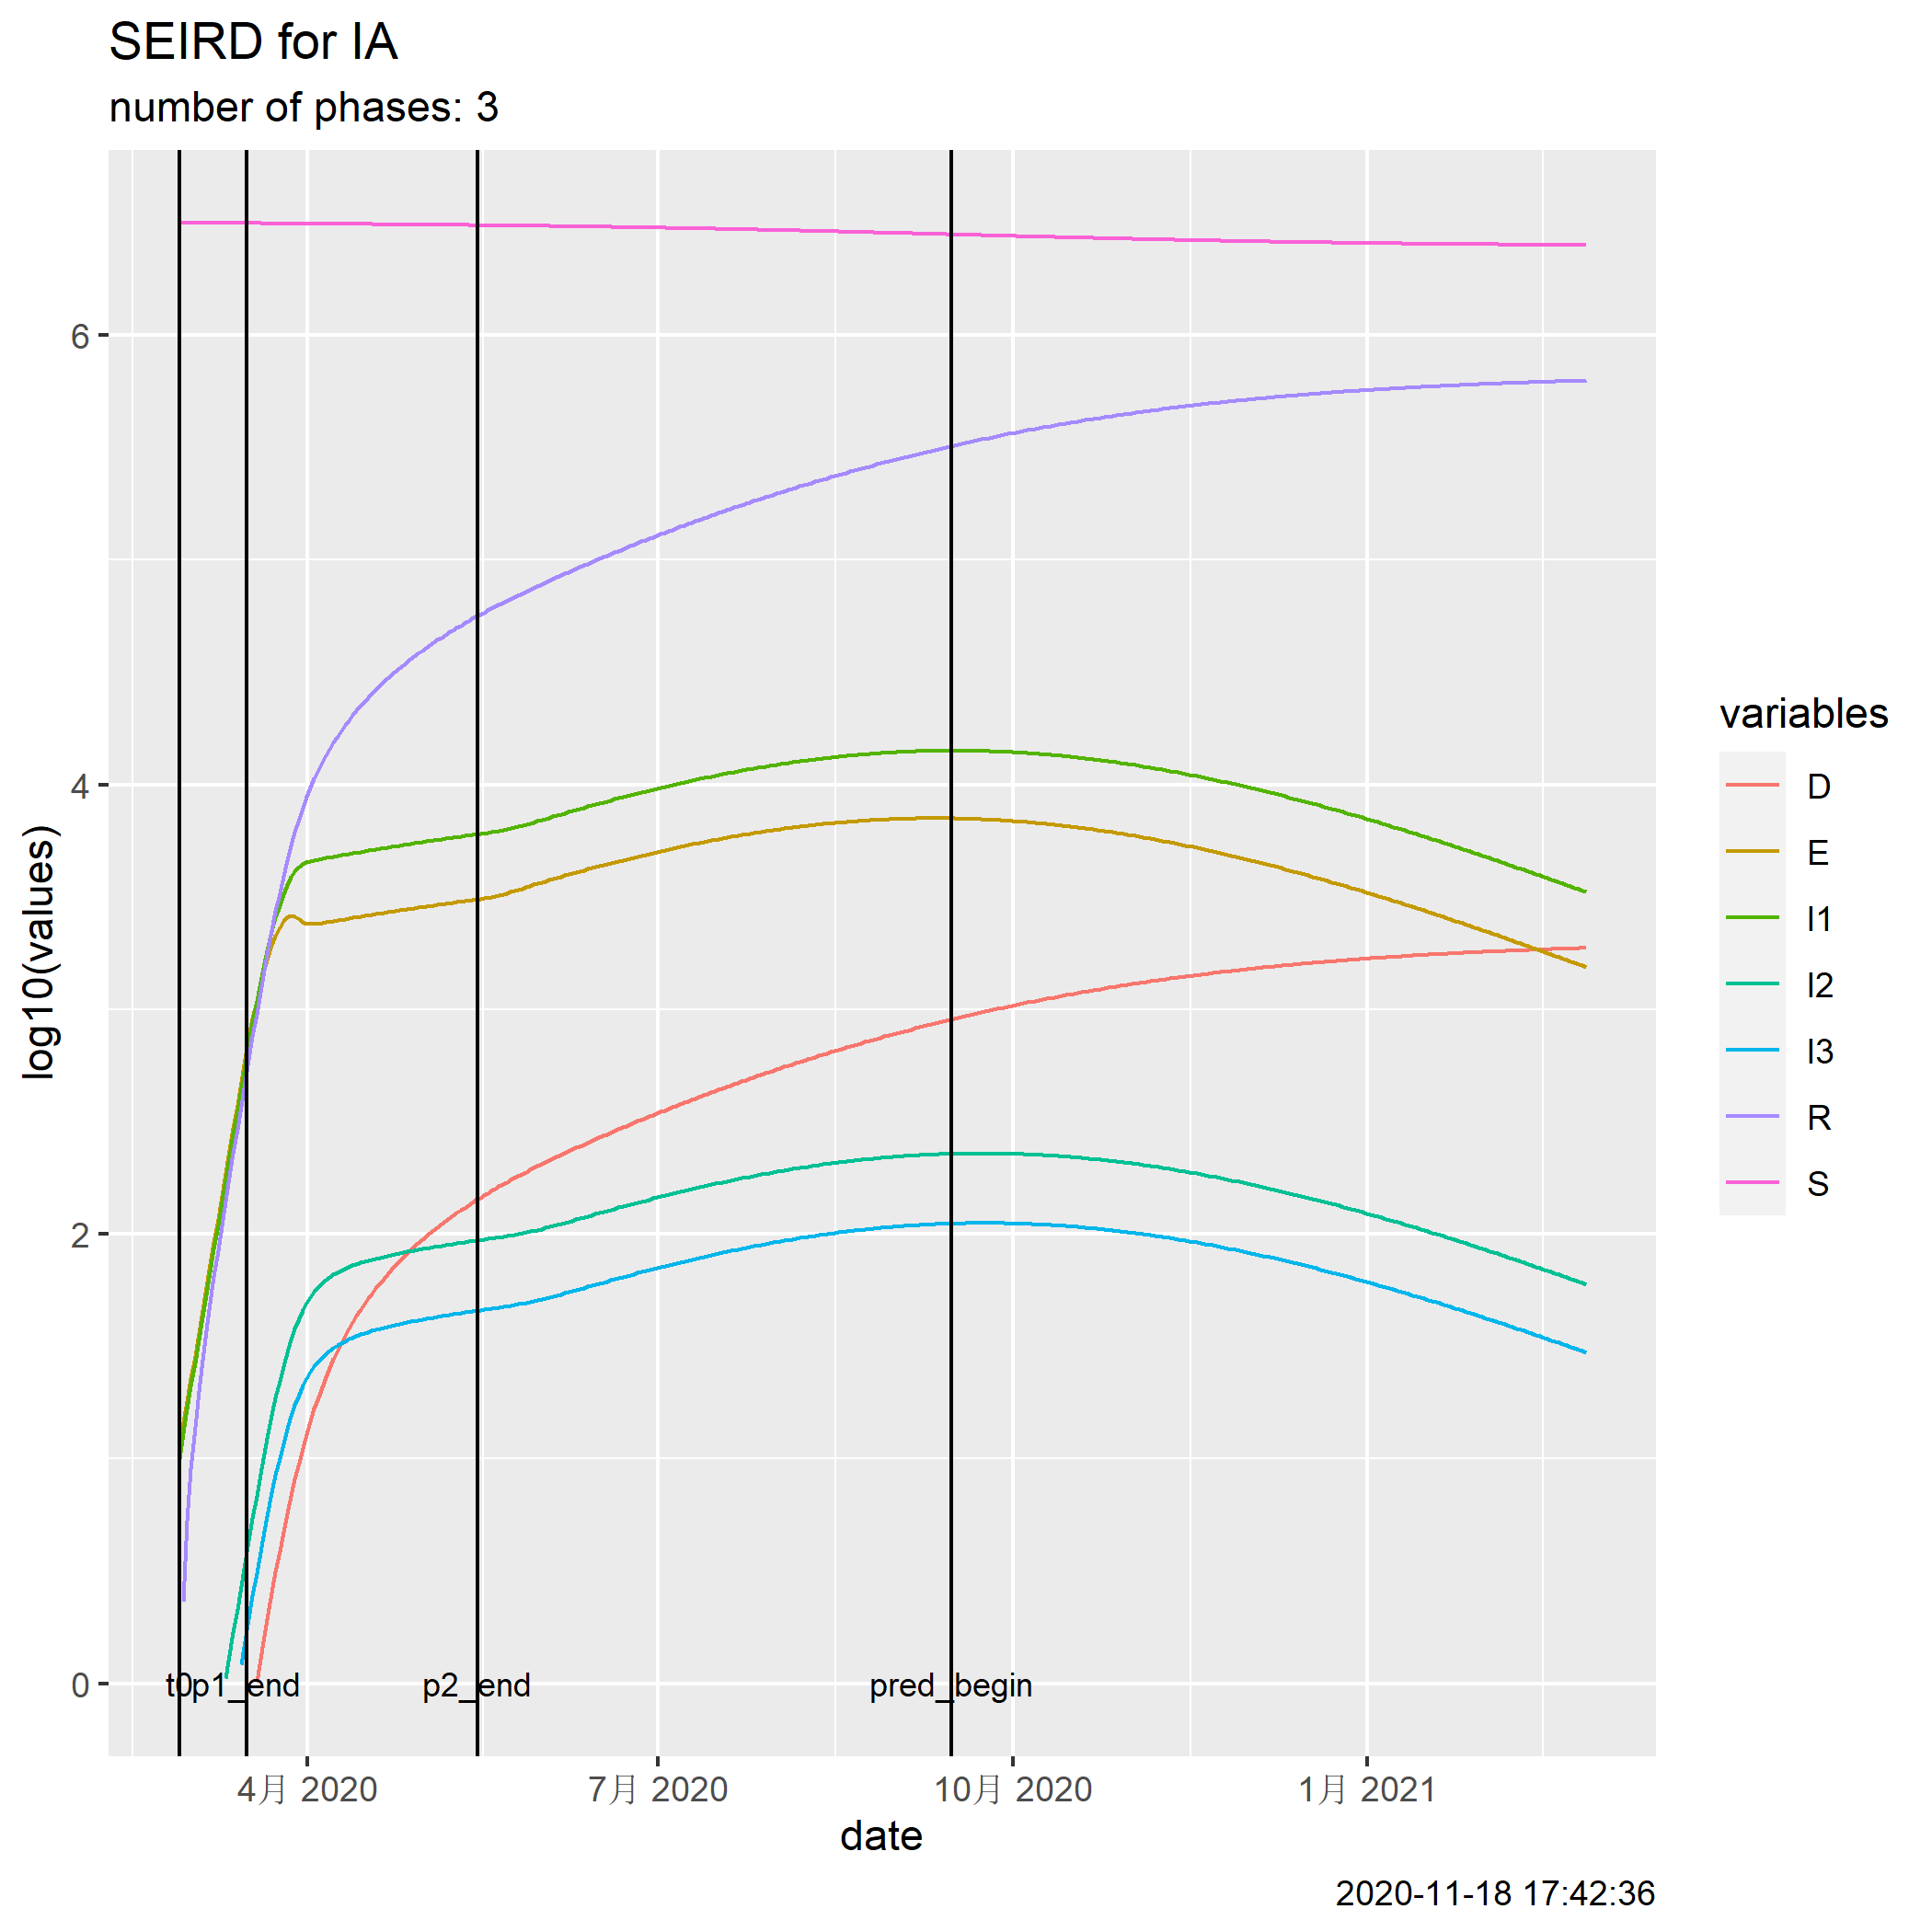 SEIRD for IA
number of phases: 3
log10(values)
6
4
2
0
t0
p1_end
p2_end
pred_begin
4月 2020
7月 2020
10月 2020
1月 2021
date
variables
D
E
I1
I2
I3
R
S
2020-11-18 17:42:36